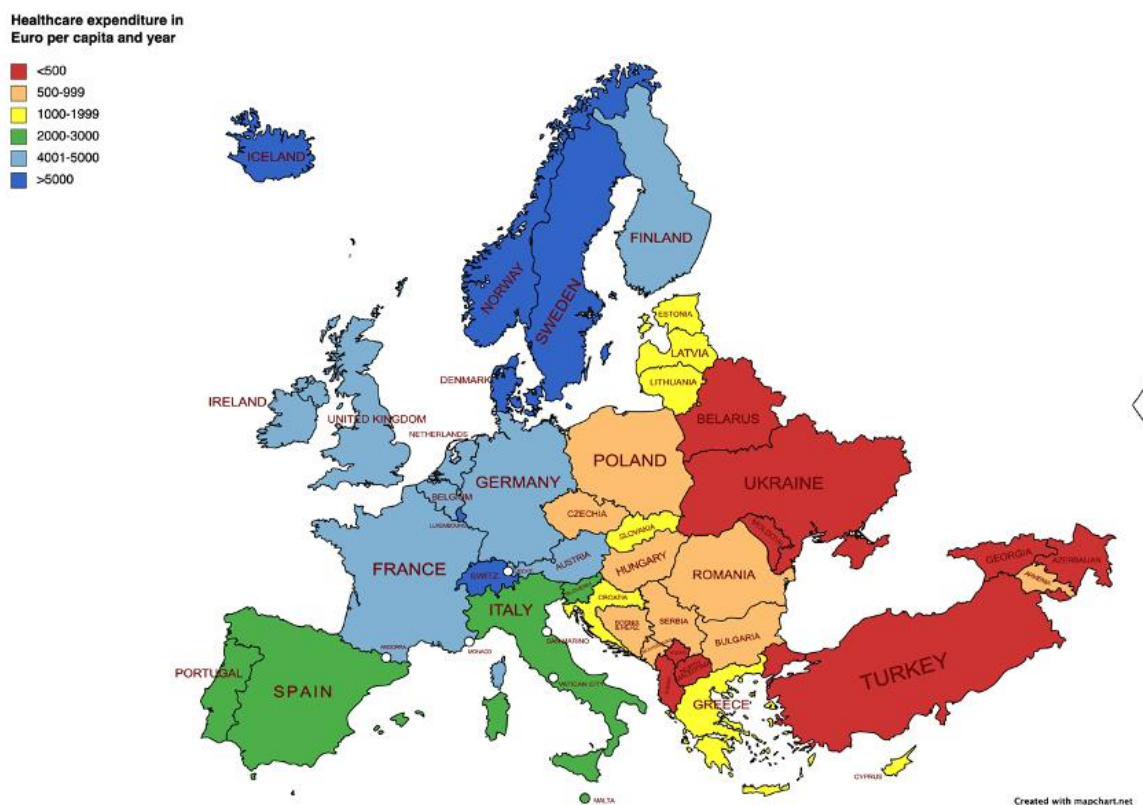 Healthcare expenditure in
Euro per capita and year
<500
500-999
1000-1999
2000-3000
4001-5000
>5000
ICELAND
FINLAND
NORWAY
SWEDEN
ESTONIA
LATVIA
LITHUANIA
DENMARK
IRELAND
UNITED KINGDOM
NETHERLANDS
BELARUS
POLAND
GERMANY
UKRAINE
BELGIUM
CZECHIA
LUXEMBOURG
SLOVAKIA
MOLDOVA
FRANCE
SWITZ.
AUSTRIA
HUNGARY
ROMANIA
GEORGIA
AZERBAIJAN
ARMENIA
ITALY
SLOVENIA
CROATIA
BOSNIA
& HERZ.
SERBIA
BULGARIA
SAN MARINO
ANDORRA
MONACO
PORTUGAL
SPAIN
VATICAN CITY
TURKEY
GREECE
CYPRUS
MALTA
Created with mapchart.net